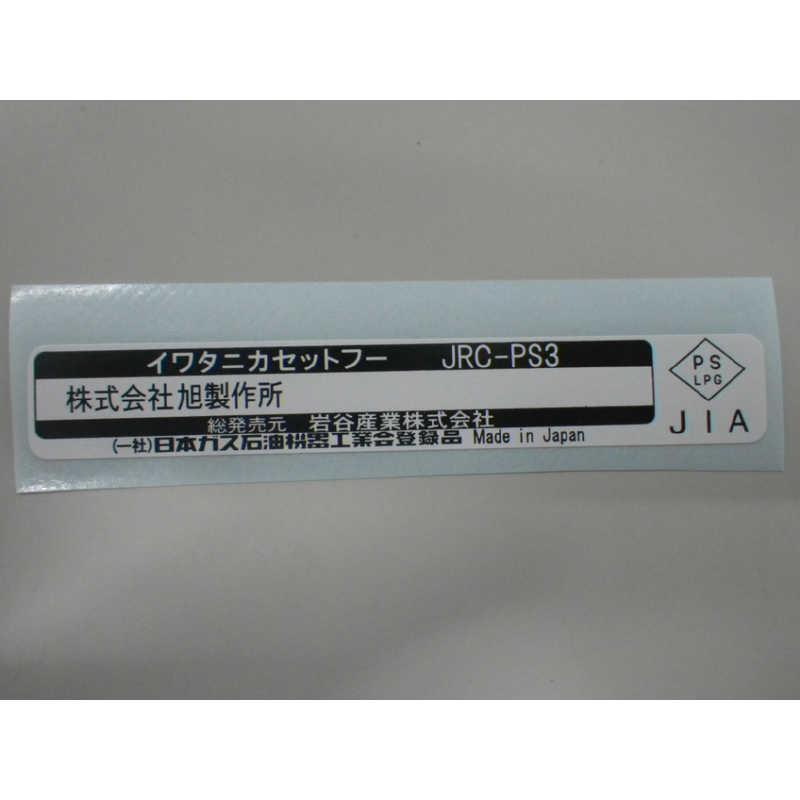 イワタニカセットフー JRC-PS3
株式会社旭製作所
総発売元 岩谷産業株式会社
(一社)日本ガス石油機器工業会登録品 Made in Japan
PS
LPG
JIA